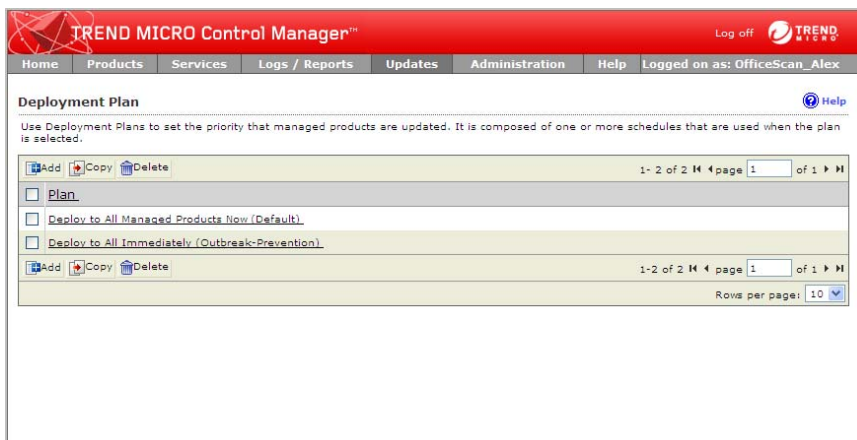 TREND MICRO Control Manager™
Log off
TREND MICRO
Home Products Services Logs / Reports Updates Administration Help Logged on as: OfficeScan_Alex
Deployment Plan
Help
Use Deployment Plans to set the priority that managed products are updated. It is composed of one or more schedules that are used when the plan
is selected.
Add Copy Delete 1- 2 of 2 page 1 of 1
Plan
Deploy to All Managed Products Now (Default)
Deploy to All Immediately (Outbreak-Prevention)
Add Copy Delete 1-2 of 2 page 1 of 1
Rows per page: 10